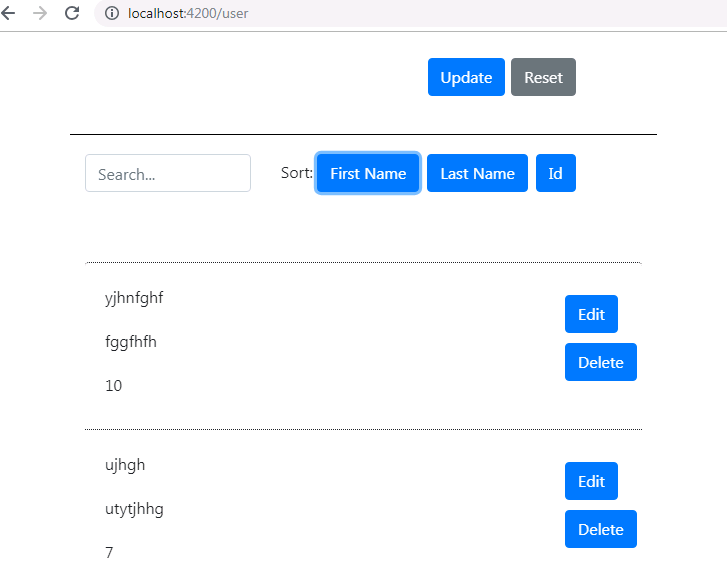 localhost:4200/user
Update Reset
Search... Sort: First Name Last Name Id
yjhnfghf
Edit
fggfhfh
Delete
10
ujhgh
Edit
utytjhhg
Delete
7